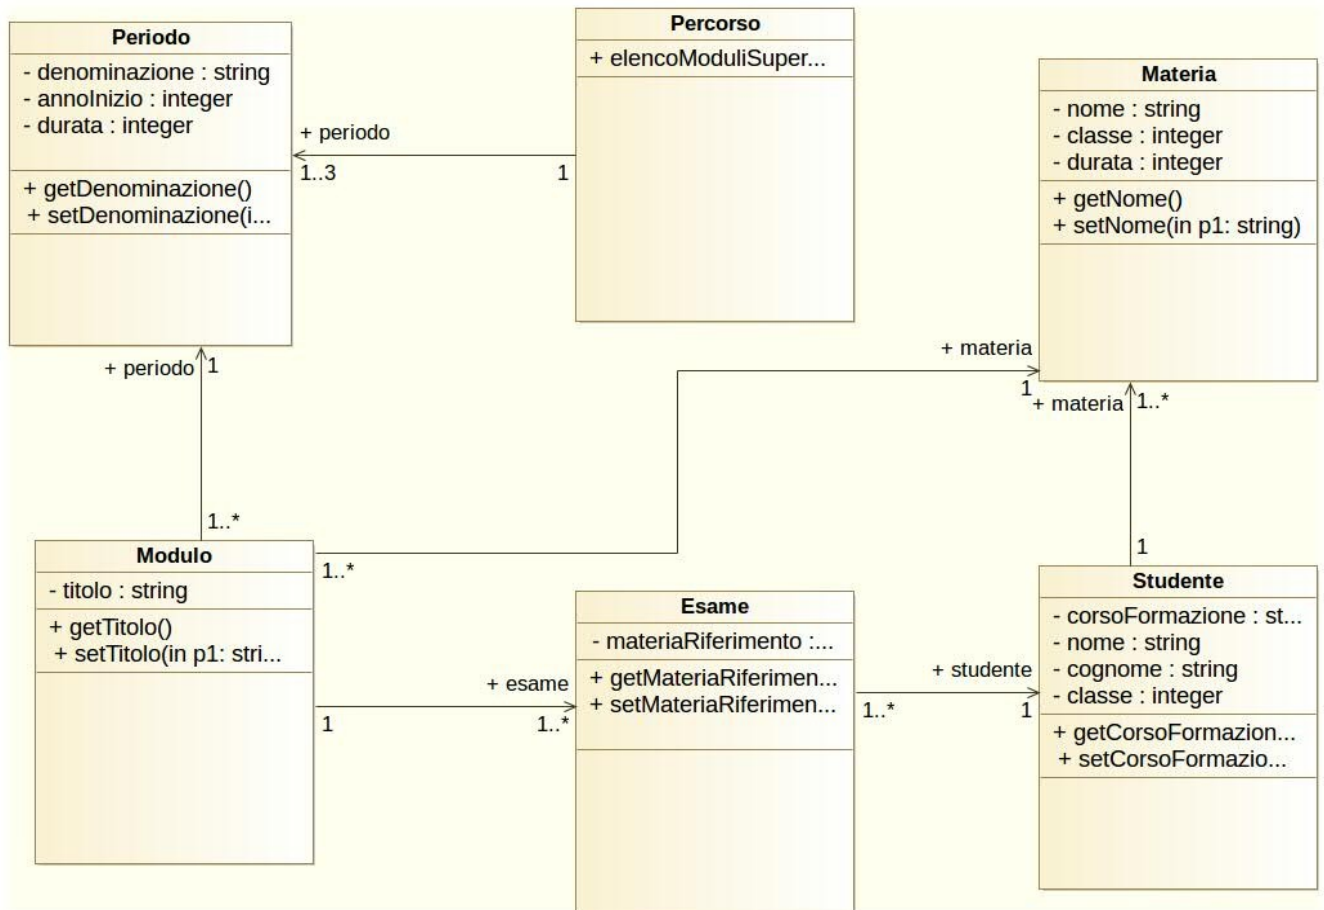 Periodo
- denominazione : string
- annoInizio : integer
- durata : integer
+ getDenominazione()
+ setDenominazione(i...
Percorso
+ elencoModuliSuper...
Materia
- nome : string
- classe : integer
- durata : integer
+ getNome()
+ setNome(in p1: string)
+ periodo
1..3
1
+ materia
1
+ periodo
1
+ materia
1..*
1..*
1..*
1
Modulo
- titolo : string
+ getTitolo()
+ setTitolo(in p1: stri...
+ esame
1
1..*
Esame
- materiaRiferimento :...
+ getMateriaRiferimen...
+ setMateriaRiferimen...
+ studente
1..*
1
Studente
- corsoFormazione : st...
- nome : string
- cognome : string
- classe : integer
+ getCorsoFormazion...
+ setCorsoFormazio...